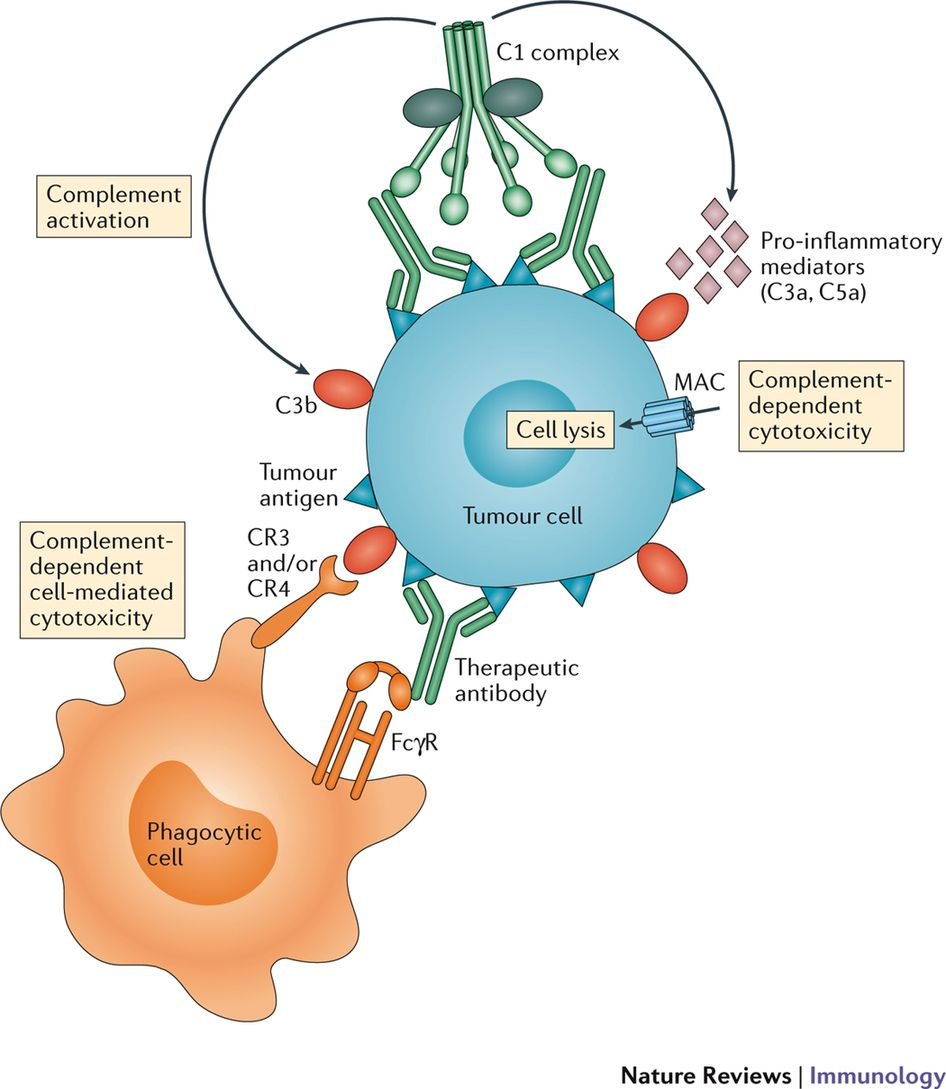 C1 complex
Complement
activation
Pro-inflammatory
mediators
(C3a, C5a)
C3b
MAC
Complement-
dependent
cytotoxicity
Cell lysis
Tumour
antigen
Tumour cell
CR3
and/or
CR4
Complement-
dependent
cell-mediated
cytotoxicity
Therapeutic
antibody
FcγR
Phagocytic
cell
Nature Reviews | Immunology